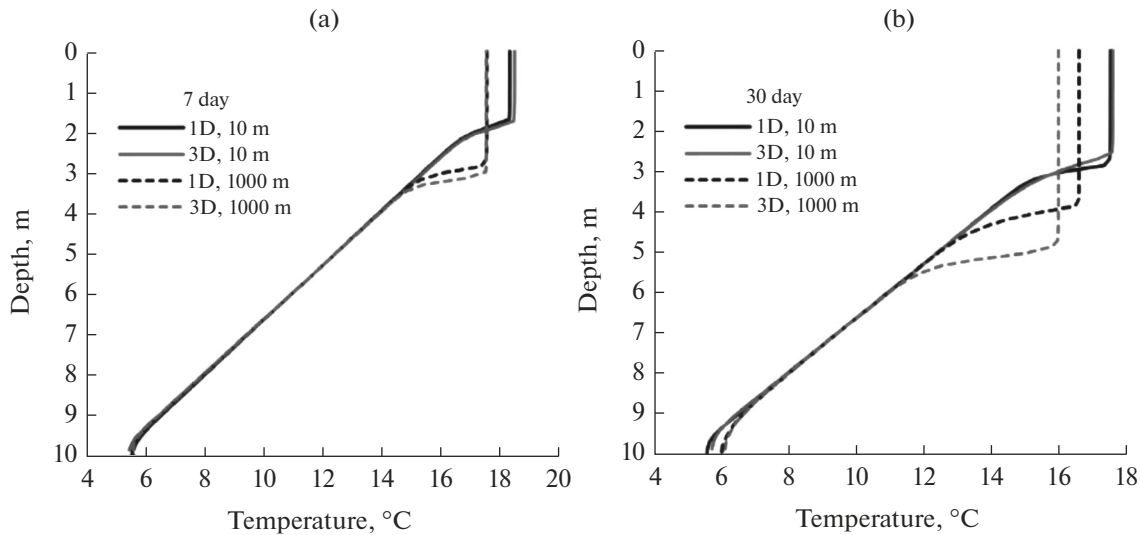 (a)
0
1
2
3
4
5
6
7
8
9
10
Depth, m
7 day
1D, 10 m
3D, 10 m
1D, 1000 m
3D, 1000 m
4 6 8 10 12 14 16 18 20
Temperature, °C
(b)
0
1
2
3
4
5
6
7
8
9
10
Depth, m
30 day
1D, 10 m
3D, 10 m
1D, 1000 m
3D, 1000 m
4 6 8 10 12 14 16 18
Temperature, °C